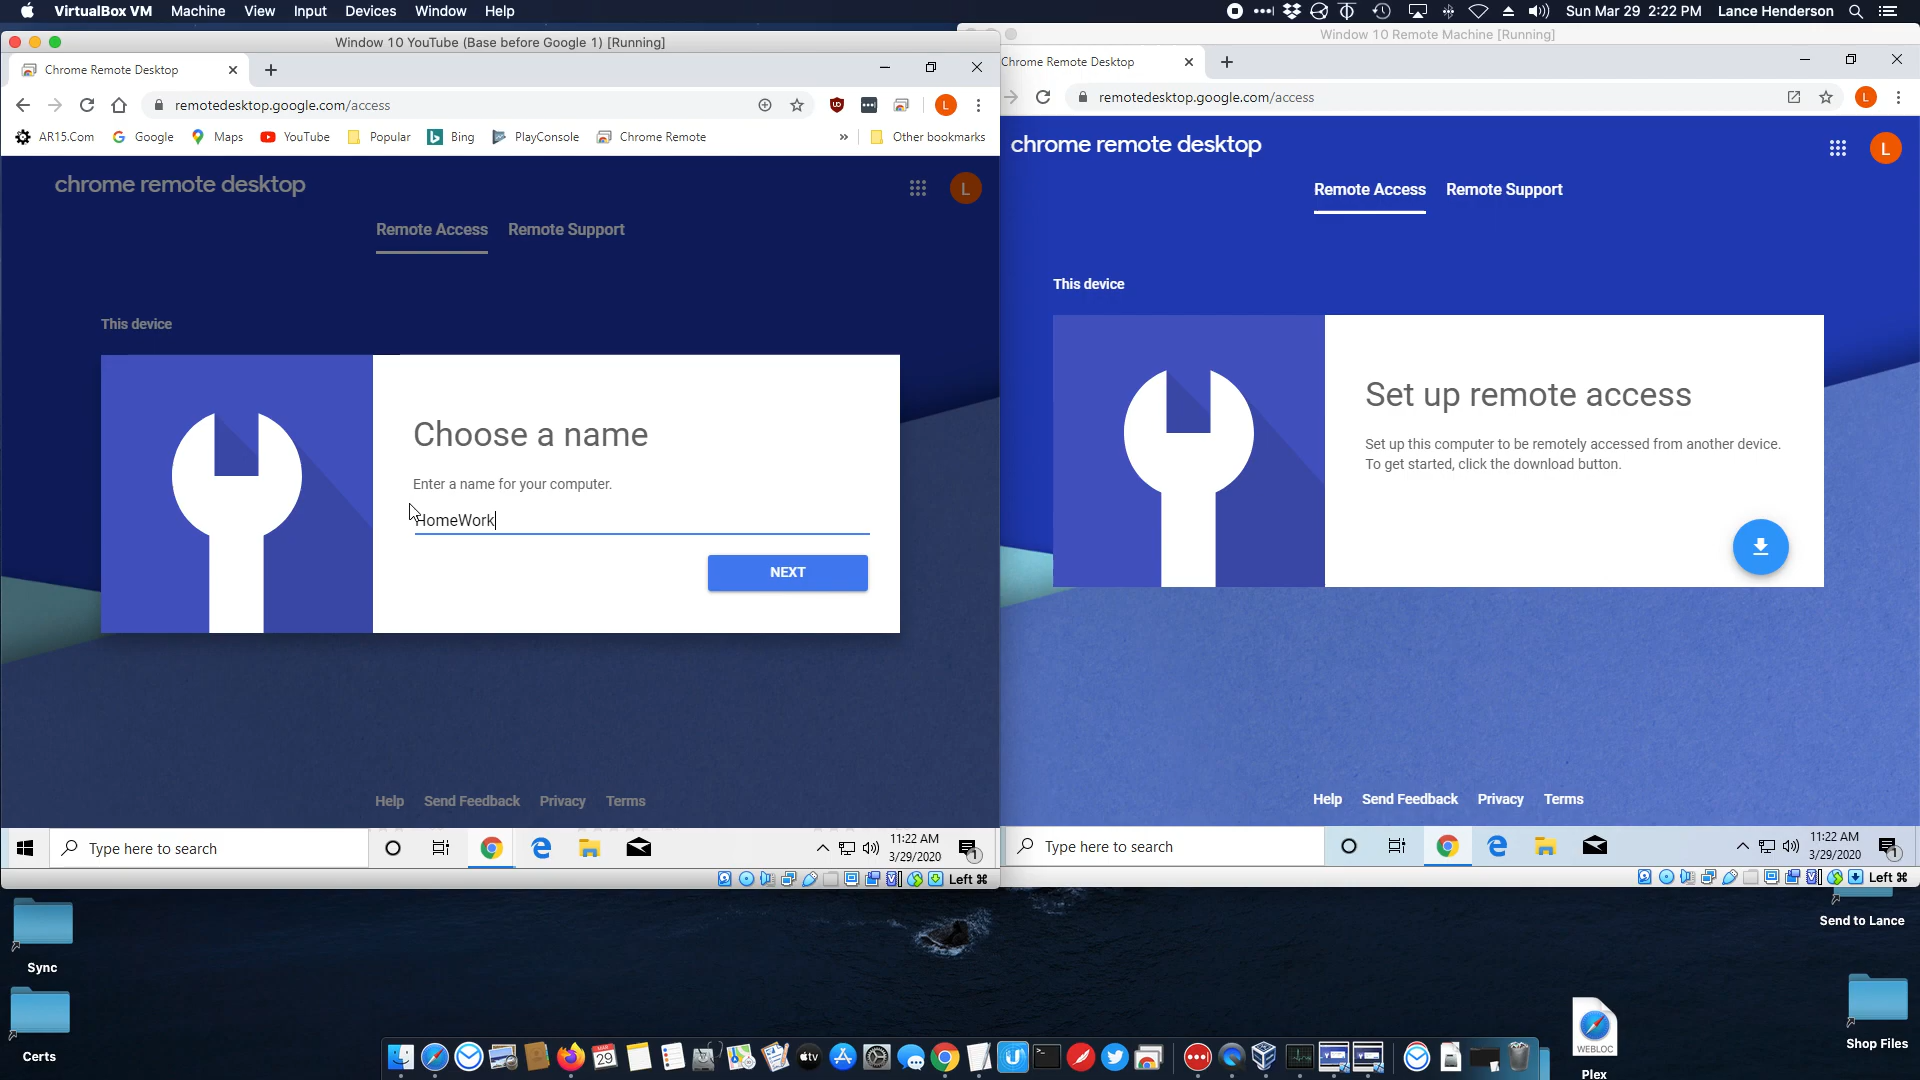 VirtualBox VM Machine View Input Devices Window Help
Sun Mar 29 2:22 PM Lance Henderson
Window 10 YouTube (Base before Google 1) [Running]
Chrome Remote Desktop
remotedesktop.google.com/access
L
AR15.Com Google Maps YouTube Popular Bing PlayConsole Chrome Remote » Other bookmarks
chrome remote desktop
L
Remote Access Remote Support
This device
Choose a name
Enter a name for your computer.
HomeWork
NEXT
Help Send Feedback Privacy Terms
Type here to search
11:22 AM
3/29/2020
1
Left ⌘
Window 10 Remote Machine [Running]
Chrome Remote Desktop
remotedesktop.google.com/access
L
chrome remote desktop
L
Remote Access Remote Support
This device
Set up remote access
Set up this computer to be remotely accessed from another device.
To get started, click the download button.
Help Send Feedback Privacy Terms
Type here to search
11:22 AM
3/29/2020
1
Left ⌘
Send to Lance
Sync
Certs
WEBLOC
Plex
Shop Files
MAR
29
tv